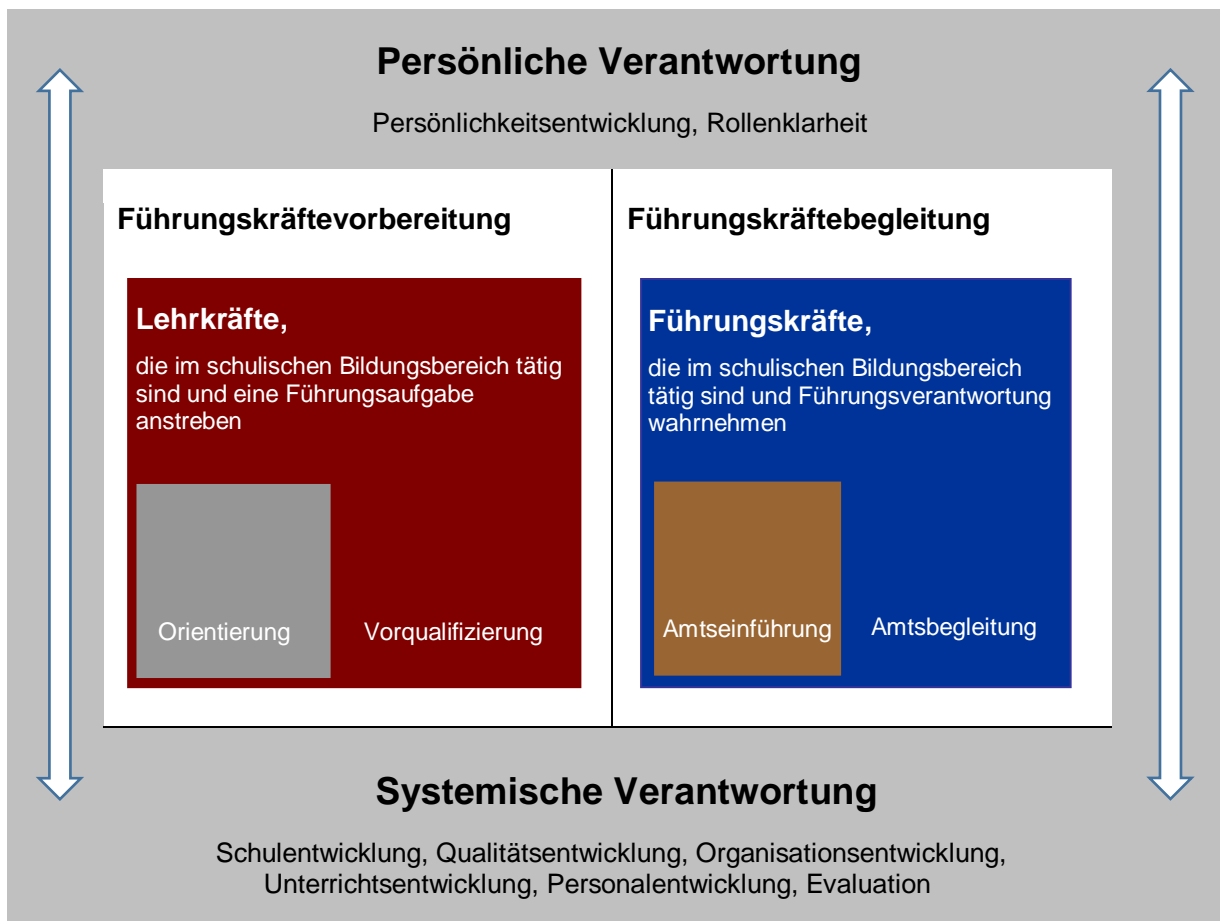 Persönliche Verantwortung
Persönlichkeitsentwicklung, Rollenklarheit
Führungskräftevorbereitung
Lehrkräfte,
die im schulischen Bildungsbereich tätig
sind und eine Führungsaufgabe
anstreben
Orientierung
Vorqualifizierung
Führungskräftebegleitung
Führungskräfte,
die im schulischen Bildungsbereich
tätig sind und Führungsverantwortung
wahrnehmen
Amtseinführung
Amtsbegleitung
Systemische Verantwortung
Schulentwicklung, Qualitätsentwicklung, Organisationsentwicklung,
Unterrichtsentwicklung, Personalentwicklung, Evaluation